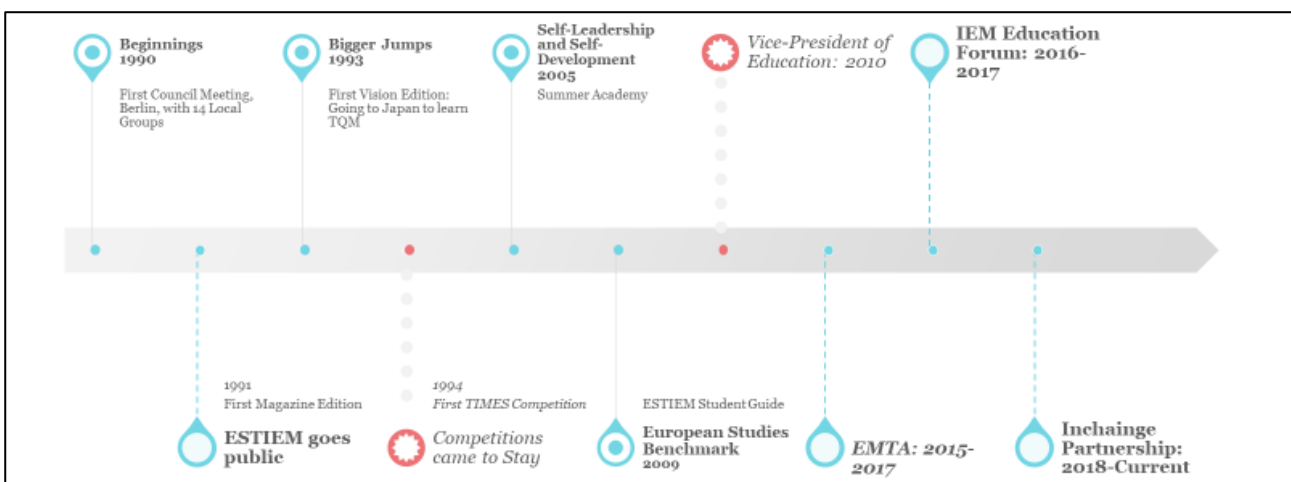 Beginnings
1990
First Council Meeting,
Berlin, with 14 Local
Groups
Bigger Jumps
1993
First Vision Edition:
Going to Japan to learn
TQM
Self-Leadership
and Self-
Development
2005
Summer Academy
Vice-President of
Education: 2010
IEM Education
Forum: 2016-
2017
1991
First Magazine Edition
ESTIEM goes
public
1994
First TIMES Competition
Competitions
came to Stay
ESTIEM Student Guide
European Studies
Benchmark
2009
EMTA: 2015-
2017
Inchainge
Partnership:
2018-Current